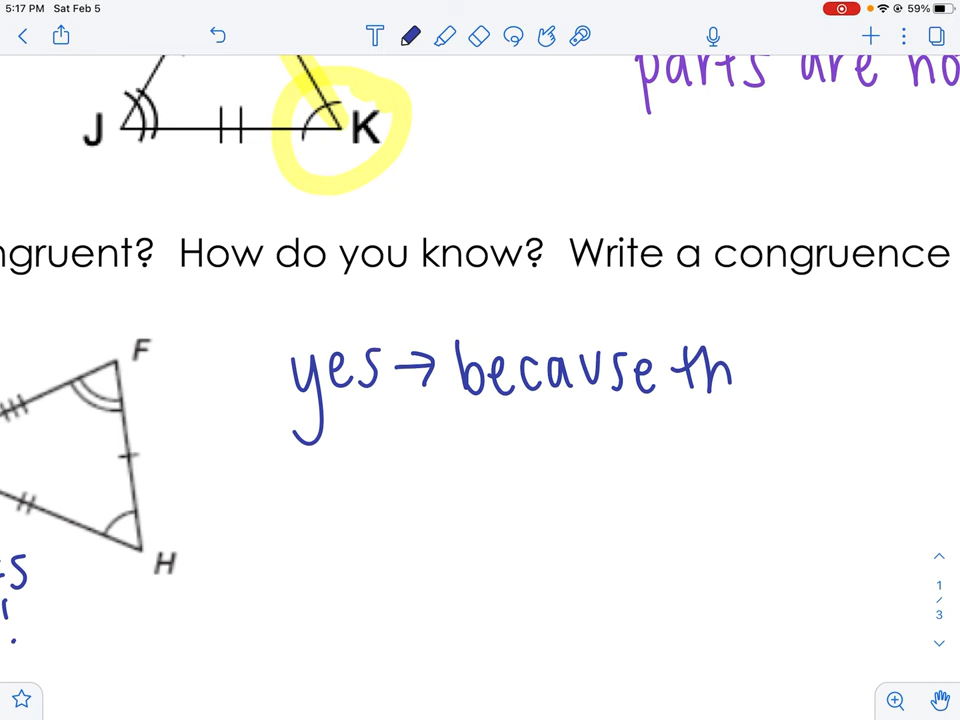 5:17 PM Sat Feb 5
59%
T
parts are no
J
K
ngruent? How do you know? Write a congruence
F
yes → because th
H
s
1
/
3